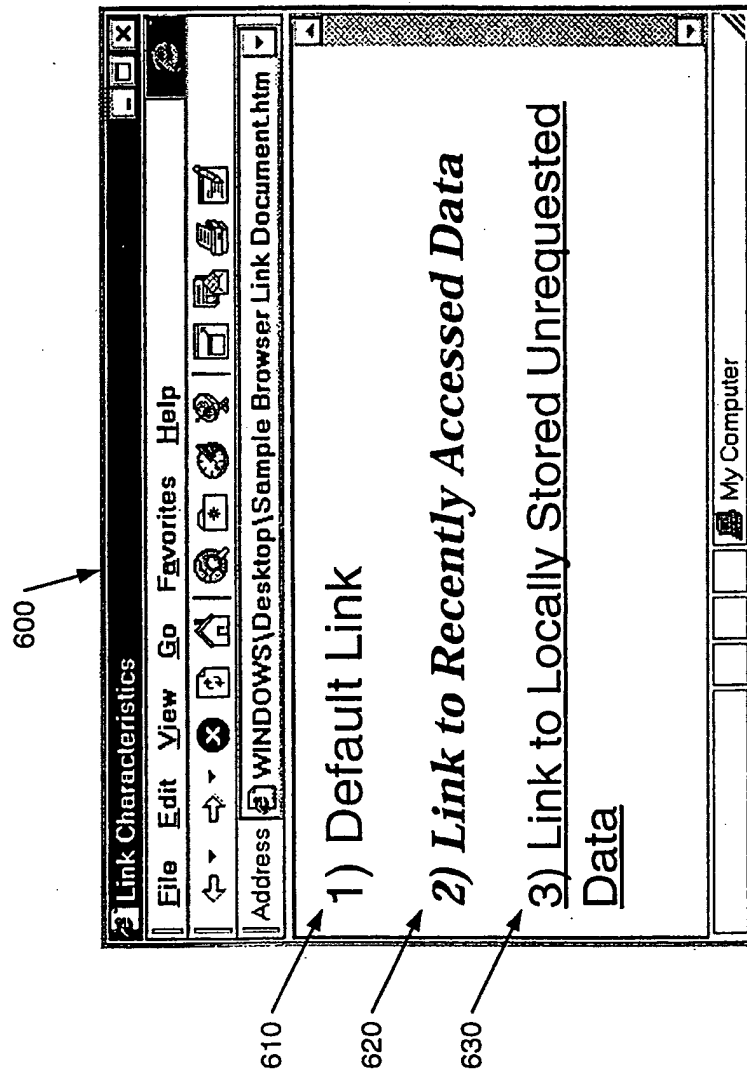 600
Link Characteristics
File Edit View Go Favorites Help
Address WINDOWS\Desktop\Sample Browser Link Document.htm
610
1) Default Link
620
2) Link to Recently Accessed Data
630
3) Link to Locally Stored Unrequested
Data
My Computer